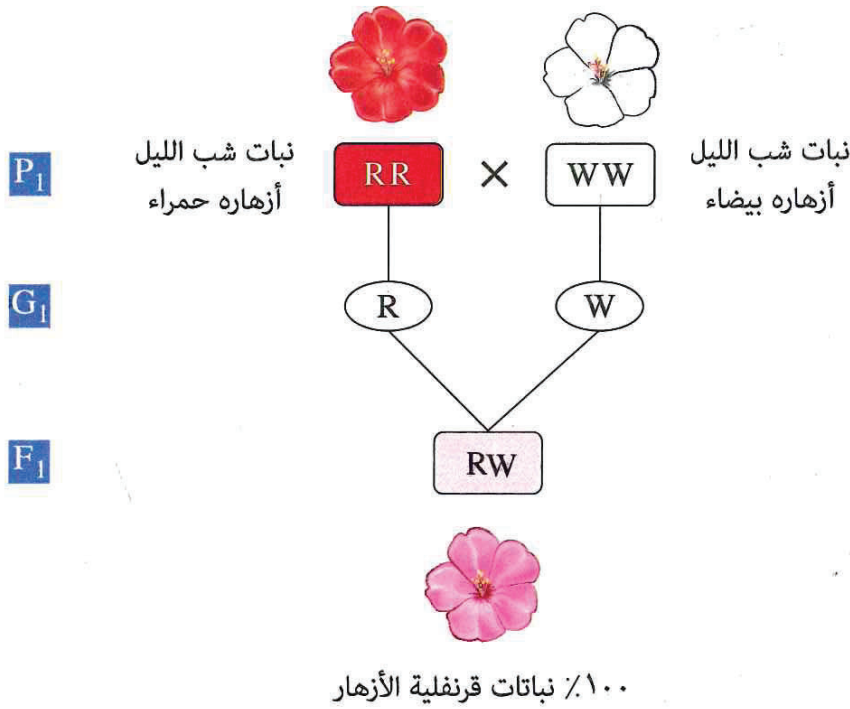 نبات شب الليل
أزهاره بيضاء
WW
×
RR
نبات شب الليل
أزهاره حمراء
P1
W
R
G1
RW
F1
١٠٠٪ نباتات قرنفلية الأزهار